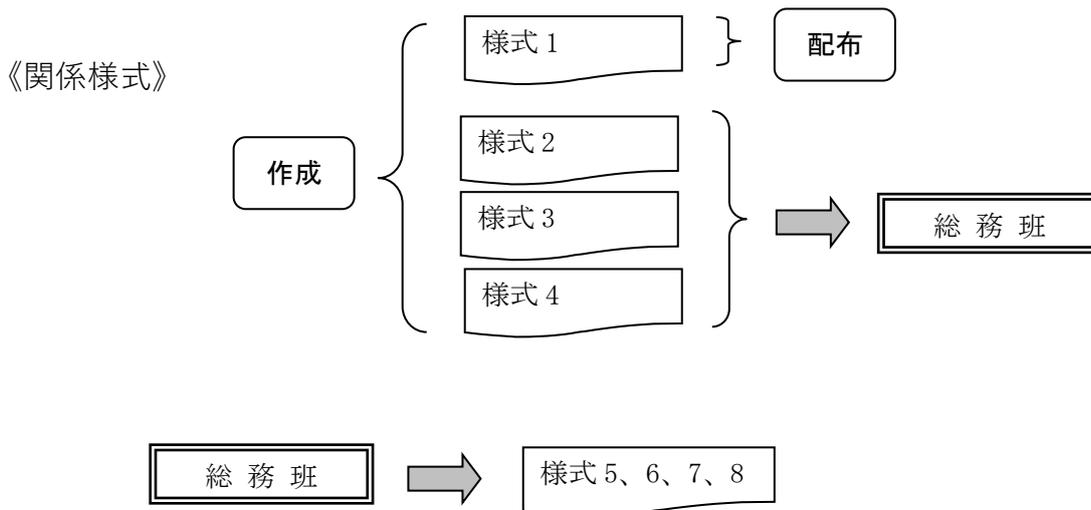 《関係様式》
作成
様式 1
配布
様式 2
様式 3
様式 4
総 務 班
総 務 班
様式 5、6、7、8